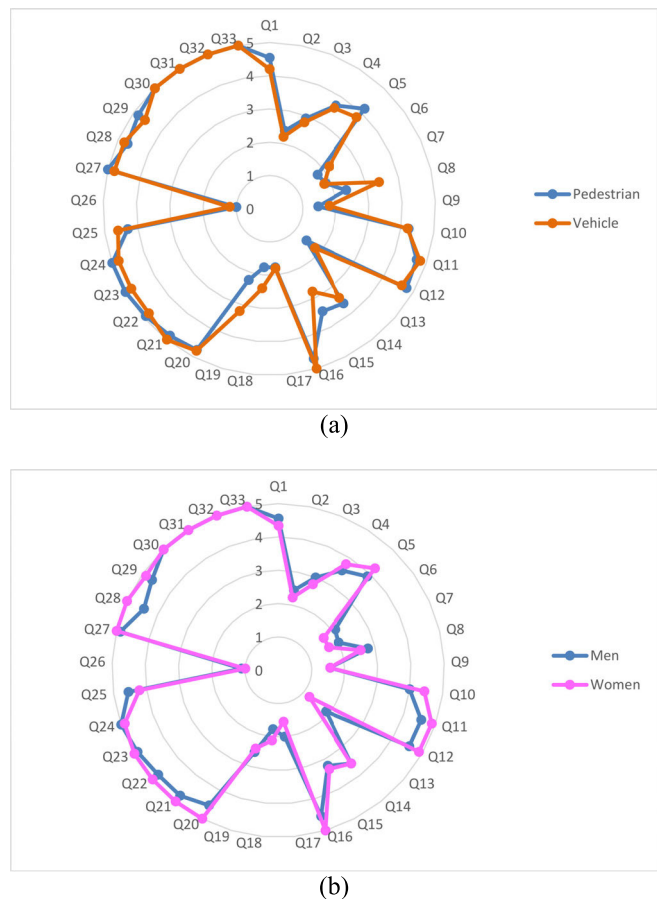 Q1
Q2
Q3
Q4
Q5
Q6
Q7
Q8
Q9
Q10
Q11
Q12
Q13
Q14
Q15
Q16
Q17
Q18
Q19
Q20
Q21
Q22
Q23
Q24
Q25
Q26
Q27
Q28
Q29
Q30
Q31
Q32
Q33
5
4
3
2
1
0
Pedestrian
Vehicle
(a)
Q1
Q2
Q3
Q4
Q5
Q6
Q7
Q8
Q9
Q10
Q11
Q12
Q13
Q14
Q15
Q16
Q17
Q18
Q19
Q20
Q21
Q22
Q23
Q24
Q25
Q26
Q27
Q28
Q29
Q30
Q31
Q32
Q33
5
4
3
2
1
0
Men
Women
(b)